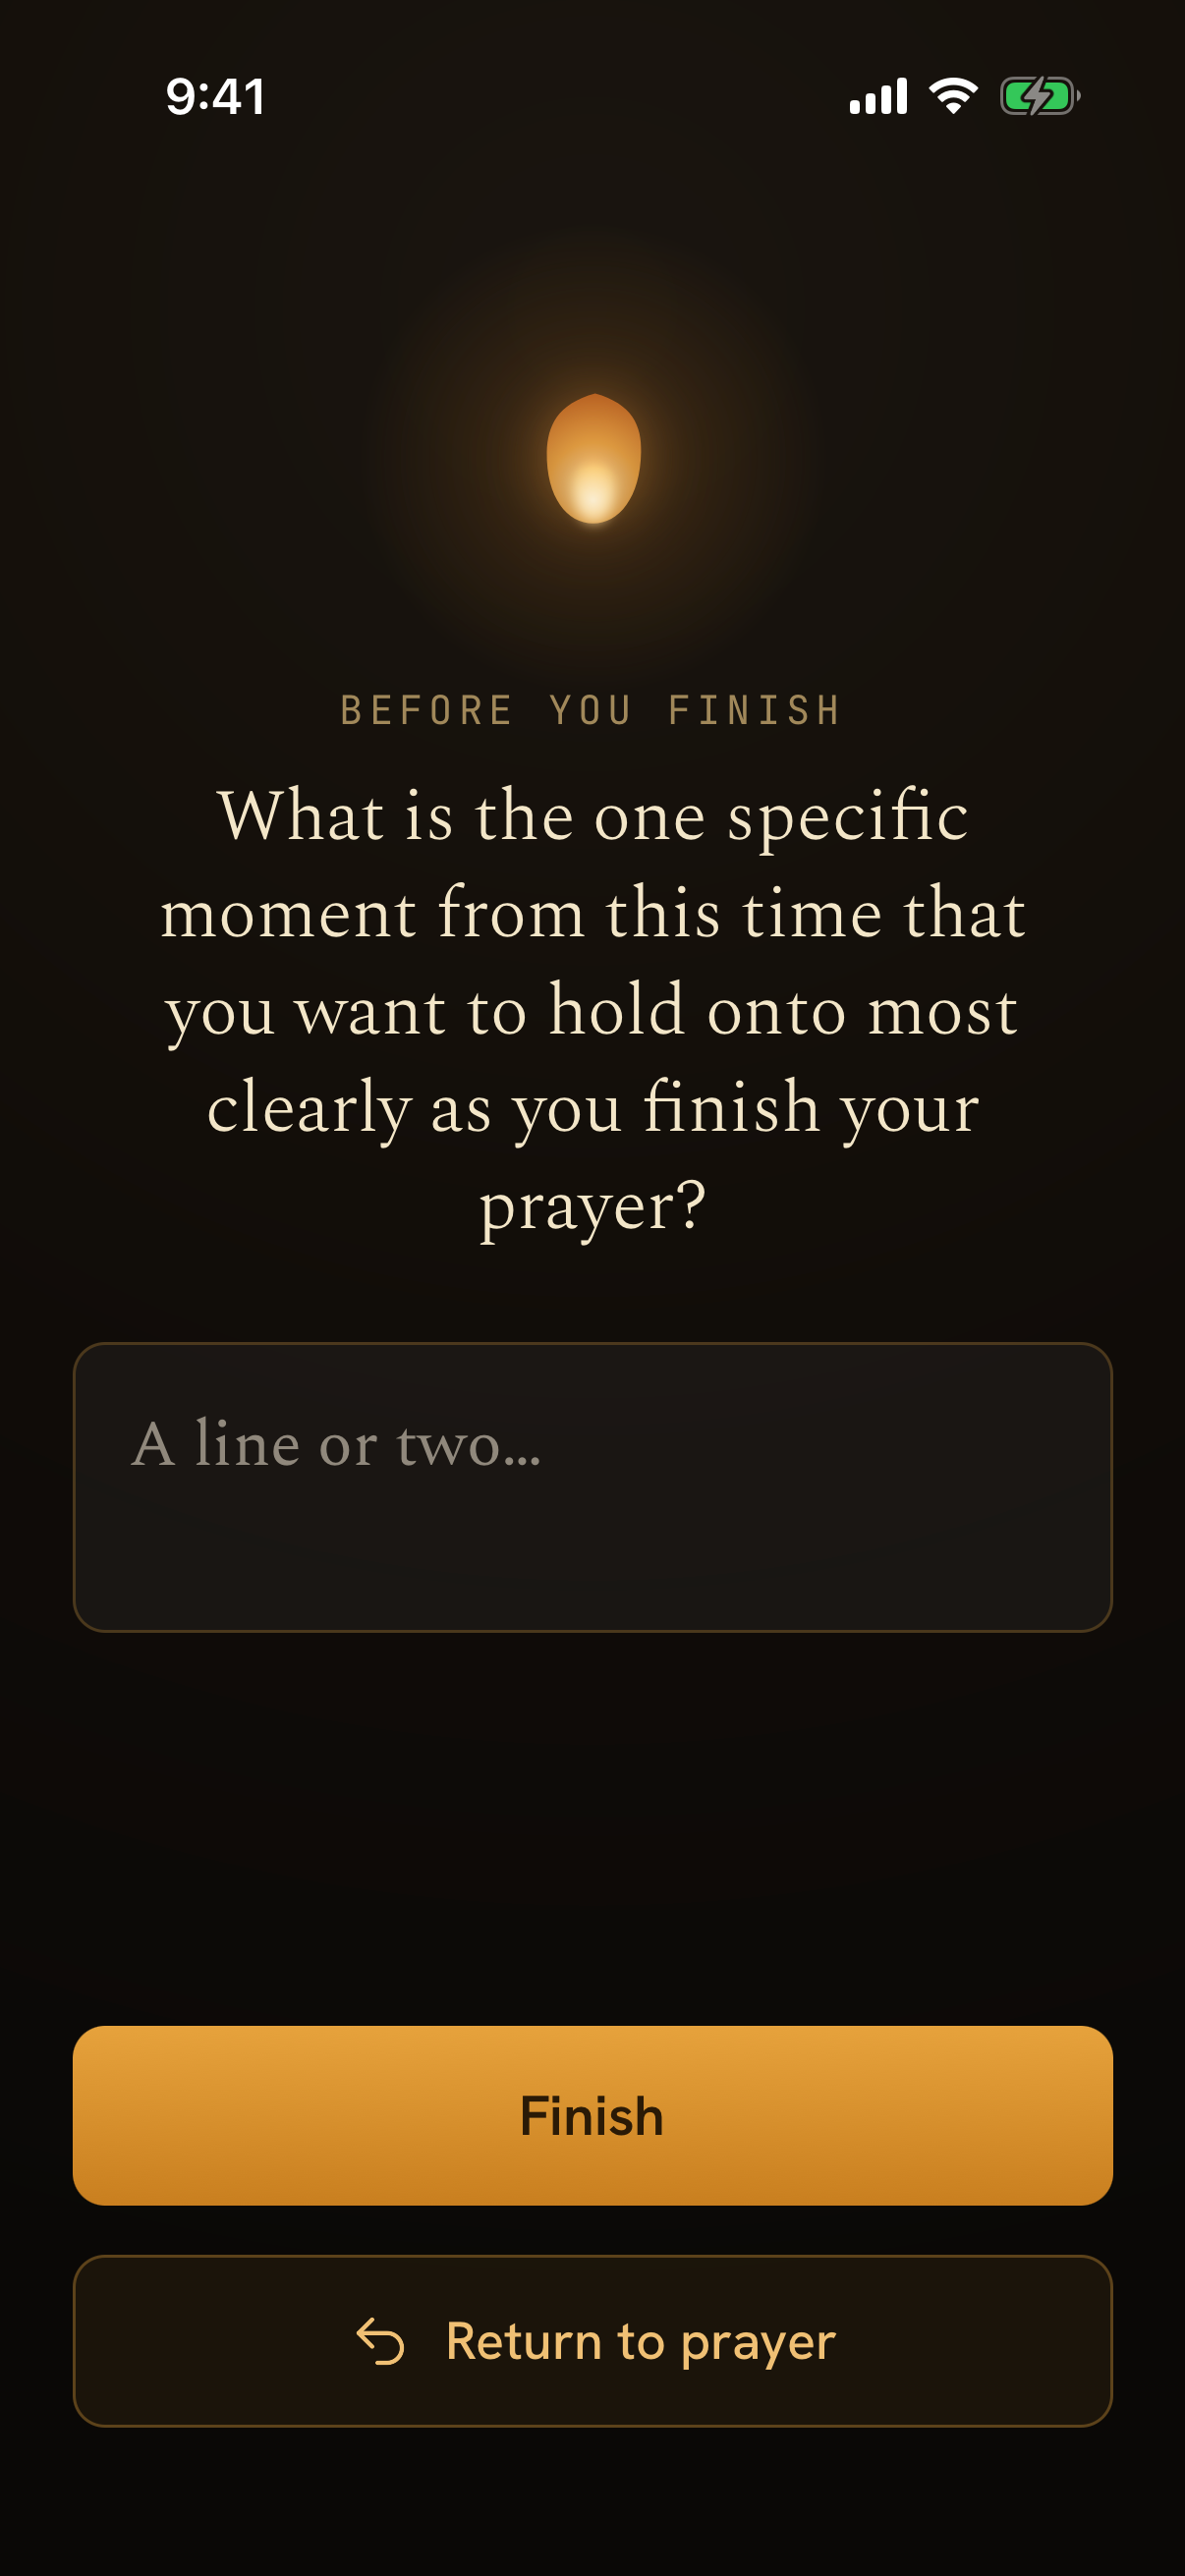 9:41
BEFORE YOU FINISH
What is the one specific
moment from this time that
you want to hold onto most
clearly as you finish your
prayer?
A line or two...
Finish
Return to prayer